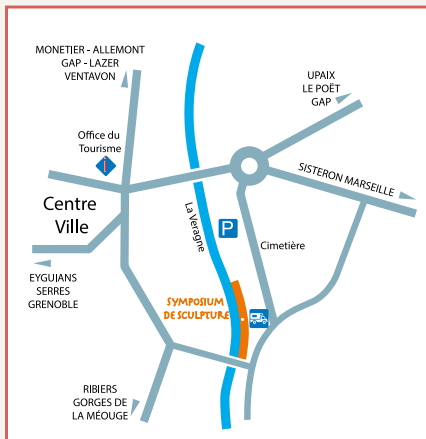 MONETIER - ALLEMONT
GAP - LAZER
VENTAVON
UPAIX
LE POËT
GAP
Office du
Tourisme
i
SISTERON MARSEILLE
Centre
Ville
La Veragne
P
Cimetière
EYGUIANS
SERRES
GRENOBLE
SYMPOSIUM
DE SCULPTURE
RIBIERS
GORGES DE
LA MÉOUGE